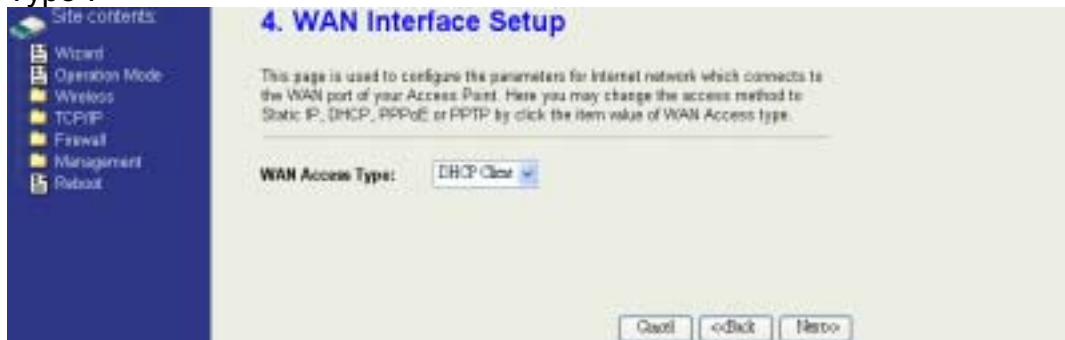 Type :
Site contents:
Wizard
Operation Mode
Wireless
TCP/IP
Firewall
Management
Reboot
4. WAN Interface Setup
This page is used to configure the parameters for Internet network which connects to
the WAN port of your Access Point. Here you may change the access method to
Static IP, DHCP, PPPoE or PPTP by click the item value of WAN Access type.
WAN Access Type:
DHCP Client
Cancel
<<Back
Next>>